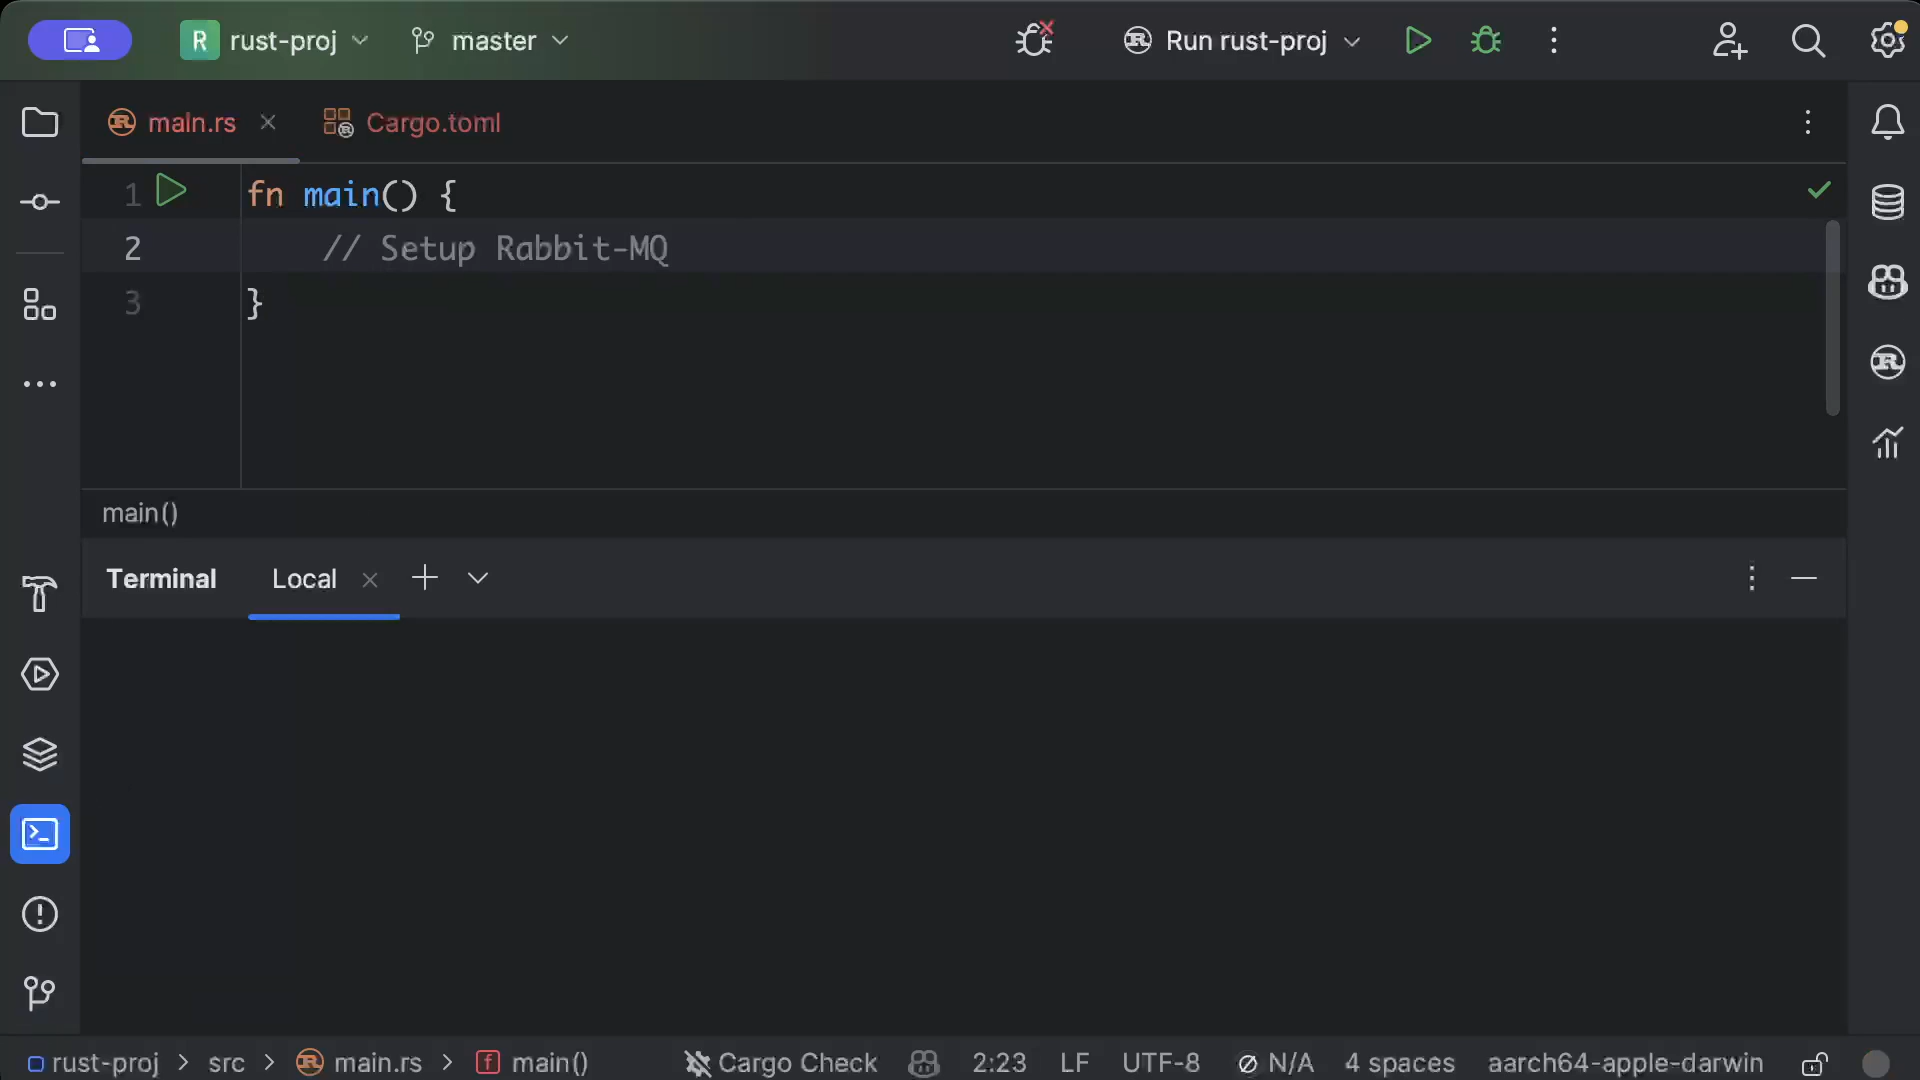 R rust-proj master Run rust-proj
maln.rs Cargo.toml
1 fn main() {
2 // Setup Rabbit-MQ
3 }
main()
Terminal Local
rust-proj > src > main.rs > f main() Cargo Check 2:23 LF UTF-8 N/A 4 spaces aarch64-apple-darwin